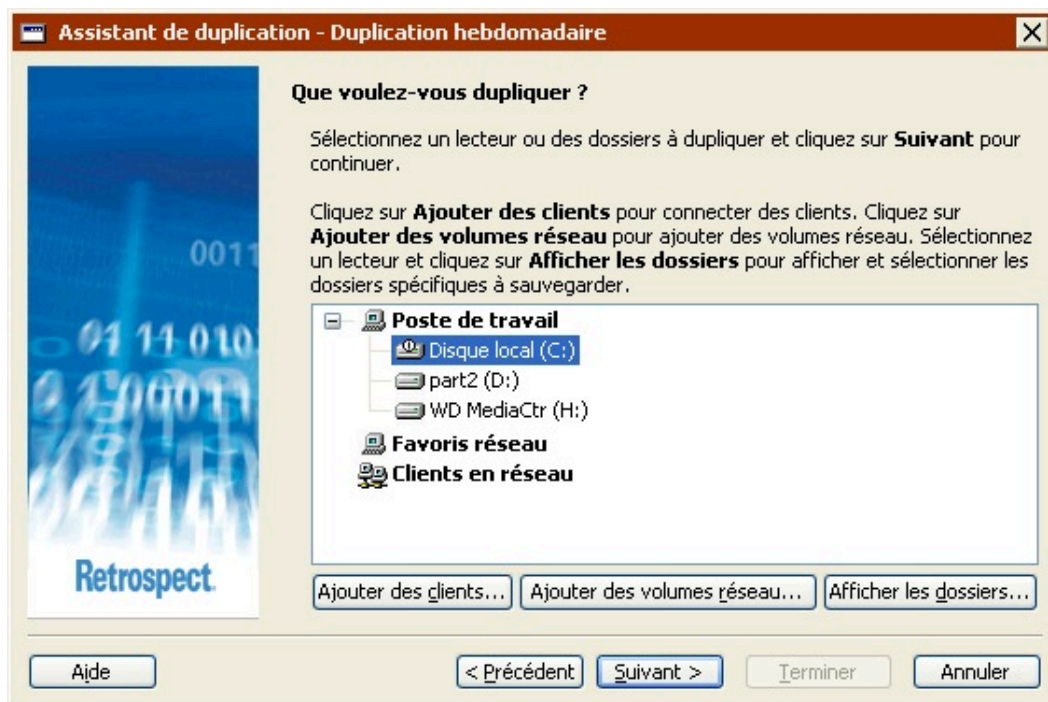 Assistant de duplication - Duplication hebdomadaire
Que voulez-vous dupliquer ?
Sélectionnez un lecteur ou des dossiers à dupliquer et cliquez sur Suivant pour
continuer.
Cliquez sur Ajouter des clients pour connecter des clients. Cliquez sur
Ajouter des volumes réseau pour ajouter des volumes réseau. Sélectionnez
un lecteur et cliquez sur Afficher les dossiers pour afficher et sélectionner les
dossiers spécifiques à sauvegarder.
Poste de travail
Disque local (C:)
part2 (D:)
WD MediaCtr (H:)
Favoris réseau
Clients en réseau
0011
01 11 010
Retrospect.
Ajouter des clients...
Ajouter des volumes réseau...
Afficher les dossiers...
Aide
< Précédent
Suivant >
Terminer
Annuler